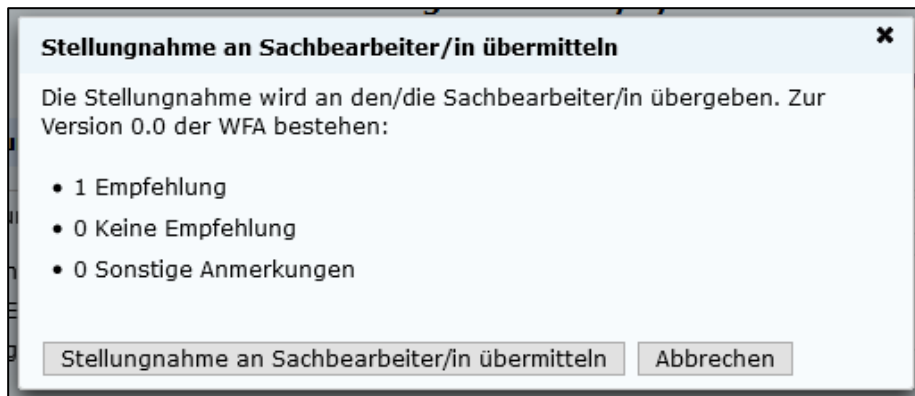 Stellungnahme an Sachbearbeiter/in übermitteln
Die Stellungnahme wird an den/die Sachbearbeiter/in übergeben. Zur
Version 0.0 der WFA bestehen:
• 1 Empfehlung
• 0 Keine Empfehlung
• 0 Sonstige Anmerkungen
Stellungnahme an Sachbearbeiter/in übermitteln Abbrechen